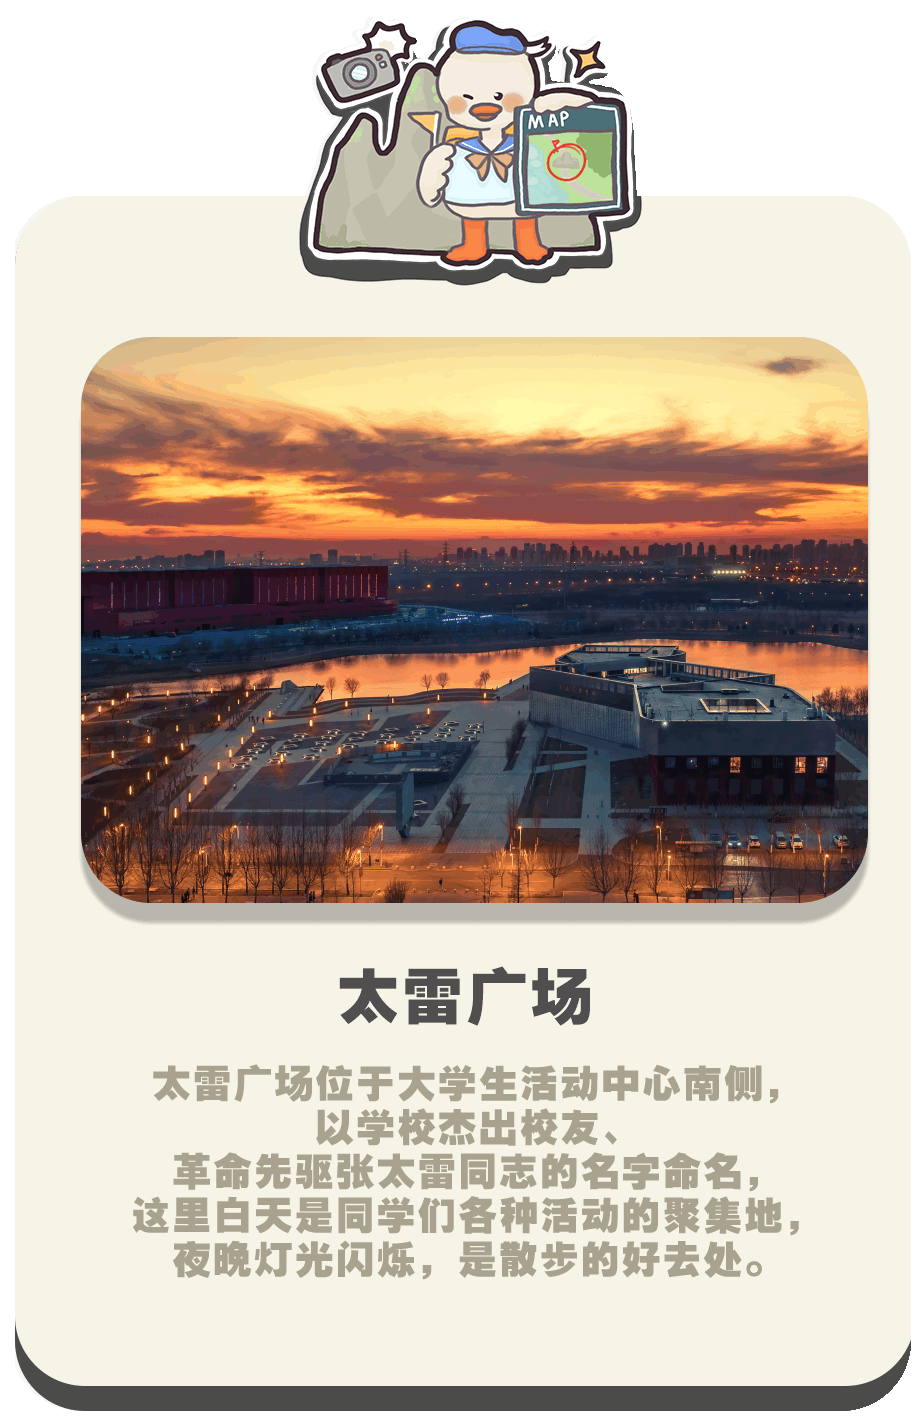 MAP
太雷广场
太雷广场位于大学生活动中心南侧，
以学校杰出校友、
革命先驱张太雷同志的名字命名，
这里白天是同学们各种活动的聚集地，
夜晚灯光闪烁，是散步的好去处。